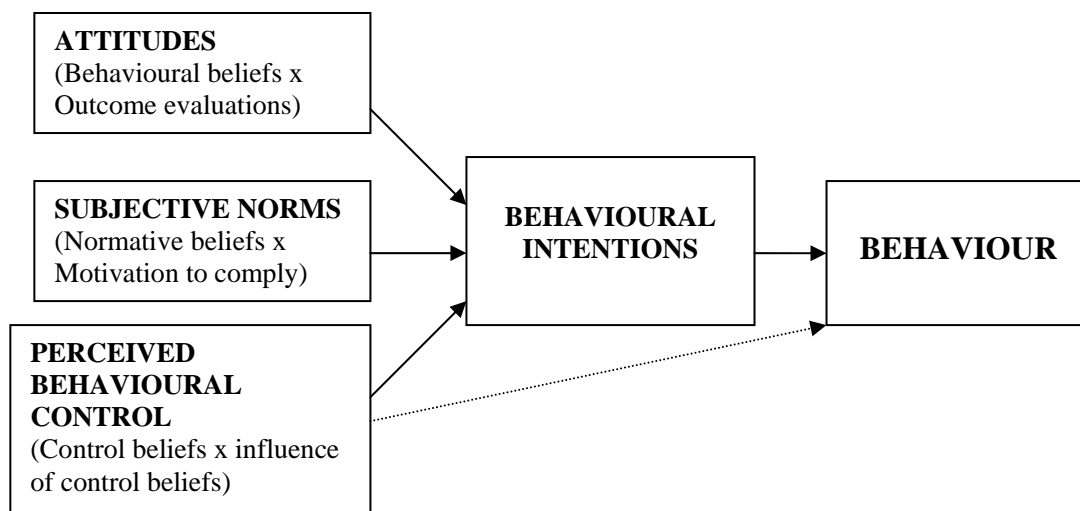 ATTITUDES
(Behavioural beliefs x
Outcome evaluations)
SUBJECTIVE NORMS
(Normative beliefs x
Motivation to comply)
PERCEIVED
BEHAVIOURAL
CONTROL
(Control beliefs x influence
of control beliefs)
BEHAVIOURAL
INTENTIONS
BEHAVIOUR